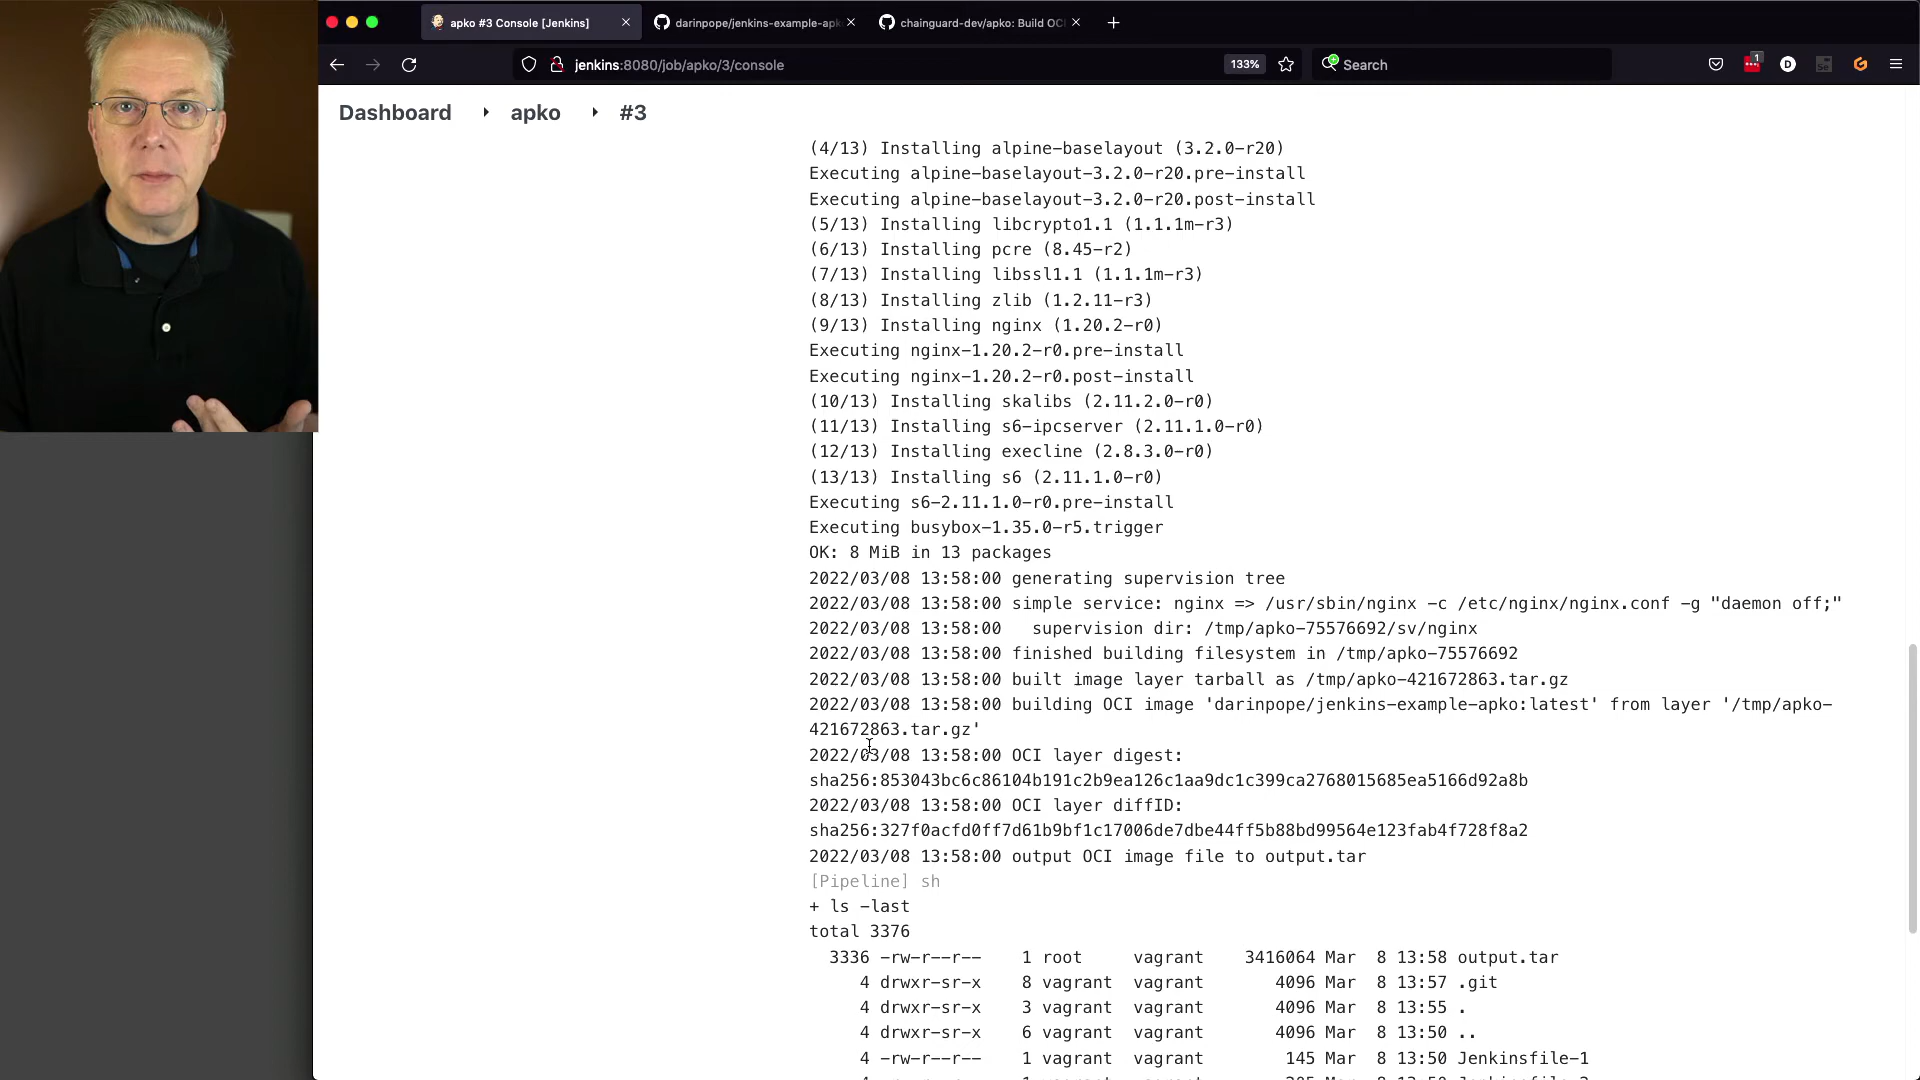 apko #3 Console [Jenkins]
darinpope/jenkins-example-apk
chainguard-dev/apko: Build OC
jenkins:8080/job/apko/3/console
133%
Search
1
D
Dashboard apko #3
(4/13) Installing alpine-baselayout (3.2.0-r20)
Executing alpine-baselayout-3.2.0-r20.pre-install
Executing alpine-baselayout-3.2.0-r20.post-install
(5/13) Installing libcrypto1.1 (1.1.1m-r3)
(6/13) Installing pcre (8.45-r2)
(7/13) Installing libssl1.1 (1.1.1m-r3)
(8/13) Installing zlib (1.2.11-r3)
(9/13) Installing nginx (1.20.2-r0)
Executing nginx-1.20.2-r0.pre-install
Executing nginx-1.20.2-r0.post-install
(10/13) Installing skalibs (2.11.2.0-r0)
(11/13) Installing s6-ipcserver (2.11.1.0-r0)
(12/13) Installing execline (2.8.3.0-r0)
(13/13) Installing s6 (2.11.1.0-r0)
Executing s6-2.11.1.0-r0.pre-install
Executing busybox-1.35.0-r5.trigger
OK: 8 MiB in 13 packages
2022/03/08 13:58:00 generating supervision tree
2022/03/08 13:58:00 simple service: nginx => /usr/sbin/nginx -c /etc/nginx/nginx.conf -g "daemon off;"
2022/03/08 13:58:00   supervision dir: /tmp/apko-75576692/sv/nginx
2022/03/08 13:58:00 finished building filesystem in /tmp/apko-75576692
2022/03/08 13:58:00 built image layer tarball as /tmp/apko-421672863.tar.gz
2022/03/08 13:58:00 building OCI image 'darinpope/jenkins-example-apko:latest' from layer '/tmp/apko-
421672863.tar.gz'
2022/03/08 13:58:00 OCI layer digest:
sha256:853043bc6c86104b191c2b9ea126c1aa9dc1c399ca2768015685ea5166d92a8b
2022/03/08 13:58:00 OCI layer diffID:
sha256:327f0acfd0ff7d61b9bf1c17006de7dbe44ff5b88bd99564e123fab4f728f8a2
2022/03/08 13:58:00 output OCI image file to output.tar
[Pipeline] sh
+ ls -last
total 3376
3336 -rw-r--r-- 1 root vagrant 3416064 Mar 8 13:58 output.tar
4 drwxr-sr-x 8 vagrant vagrant 4096 Mar 8 13:57 .git
4 drwxr-sr-x 3 vagrant vagrant 4096 Mar 8 13:55 .
4 drwxr-sr-x 6 vagrant vagrant 4096 Mar 8 13:50 ..
4 -rw-r--r-- 1 vagrant vagrant 145 Mar 8 13:50 Jenkinsfile-1